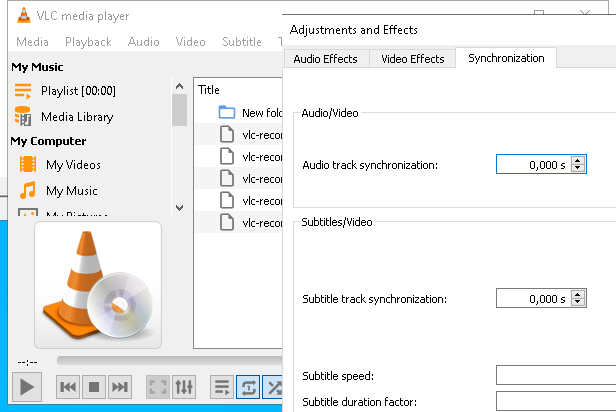 VLC media player
Media Playback Audio Video Subtitle
My Music
Playlist [00:00]
Media Library
My Computer
My Videos
My Music
My Pictures
Title
New fold
vlc-recor
vlc-recor
vlc-recor
vlc-recor
vlc-recor
--:--
Adjustments and Effects
Audio Effects Video Effects Synchronization
Audio/Video
Audio track synchronization: 0,000 s
Subtitles/Video
Subtitle track synchronization: 0,000 s
Subtitle speed:
Subtitle duration factor: